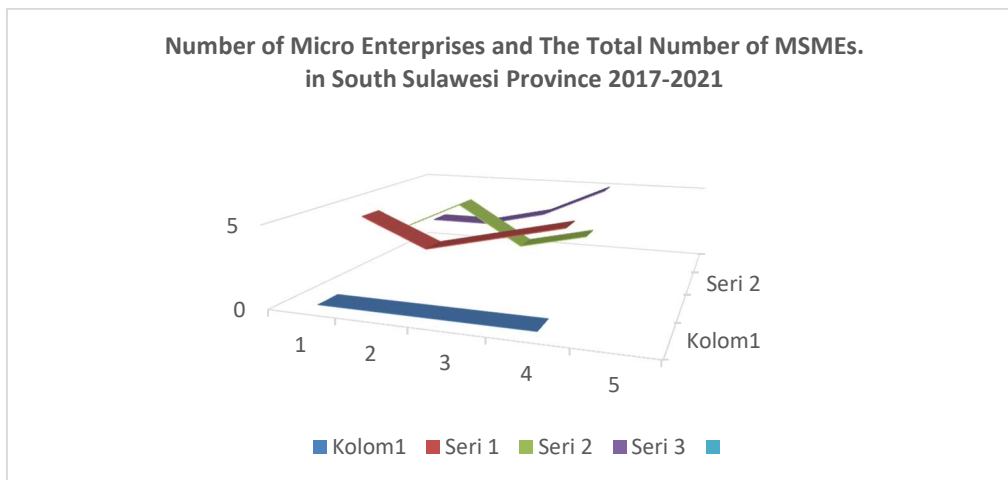 Number of Micro Enterprises and The Total Number of MSMEs.
in South Sulawesi Province 2017-2021
5
0
1
2
3
4
5
Seri 2
Kolom1
Kolom1 Seri 1 Seri 2 Seri 3